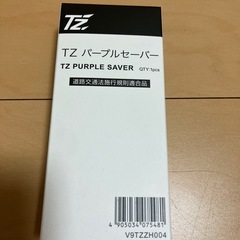 TZ
TZ パープルセーバー
TZ PURPLE SAVER QTY:1pcs
道路交通法施行規則適合品
4 905034 075481
V9TZZH004